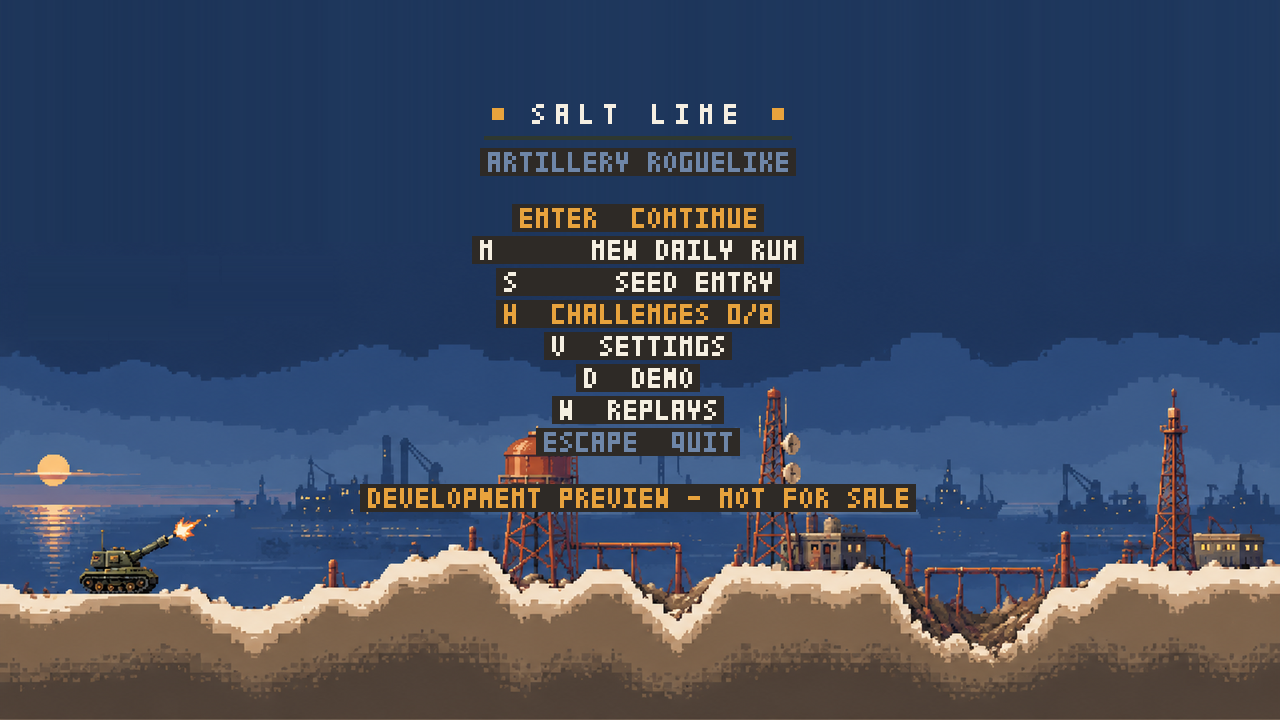 SALT LINE
ARTILLERY ROGUELIKE
ENTER CONTINUE
N NEW DAILY RUN
S SEED ENTRY
H CHALLENGES 0/8
V SETTINGS
D DEMO
W REPLAYS
ESCAPE QUIT
DEVELOPMENT PREVIEW - NOT FOR SALE